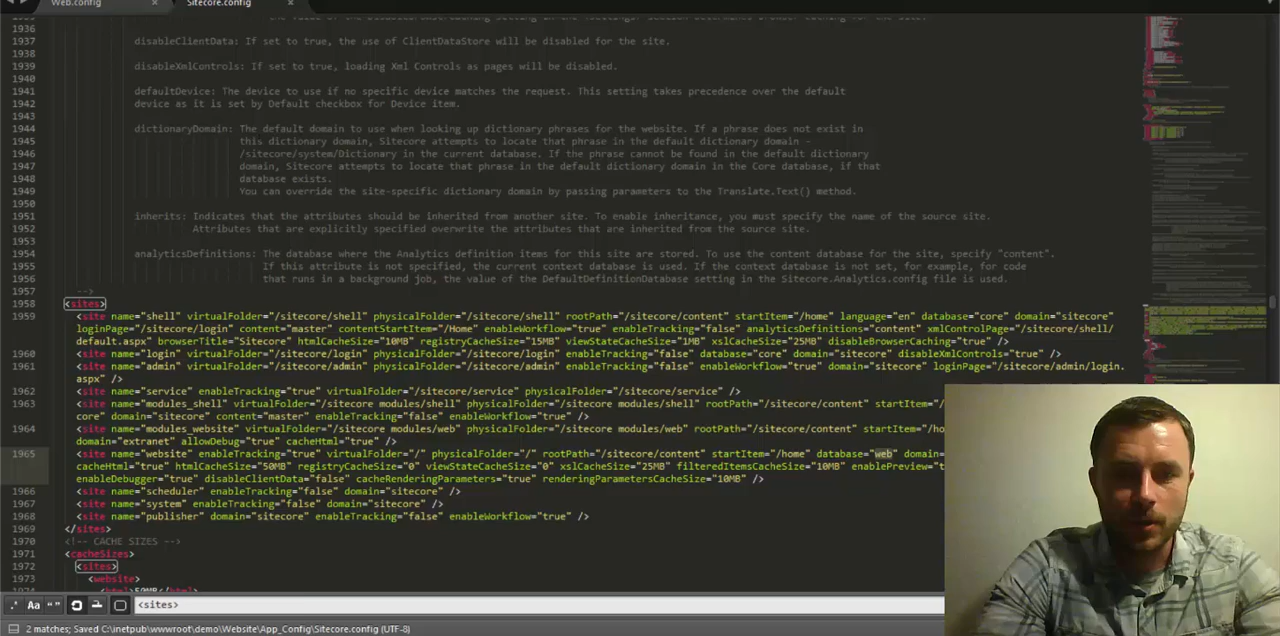 Web.config × Sitecore.config ×
1936
1937 disableClientData: If set to true, the use of ClientDataStore will be disabled for the site.
1938
1939 disableXmlControls: If set to true, loading Xml Controls as pages will be disabled.
1940
1941 defaultDevice: The device to use if no specific device matches the request. This setting takes precedence over the default
1942 device as it is set by Default checkbox for Device item.
1943
1944 dictionaryDomain: The default domain to use when looking up dictionary phrases for the website. If a phrase does not exist in
1945 this dictionary domain, Sitecore attempts to locate that phrase in the default dictionary domain -
1946 /sitecore/system/Dictionary in the current database. If the phrase cannot be found in the default dictionary
1947 domain, Sitecore attempts to locate that phrase in the default dictionary domain in the Core database, if that
1948 database exists.
1949 You can override the site-specific dictionary domain by passing parameters to the Translate.Text() method.
1950
1951 inherits: Indicates that the attributes should be inherited from another site. To enable inheritance, you must specify the name of the source site.
1952 Attributes that are explicitly specified overwrite the attributes that are inherited from the source site.
1953
1954 analyticsDefinitions: The database where the Analytics definition items for this site are stored. To use the content database for the site, specify "content".
1955 If this attribute is not specified, the current context database is used. If the context database is not set, for example, for code
1956 that runs in a background job, the value of the DefaultDefinitionDatabase setting in the Sitecore.Analytics.config file is used.
1957 -->
1958 <sites>
1959 <site name="shell" virtualFolder="/sitecore/shell" physicalFolder="/sitecore/shell" rootPath="/sitecore/content" startItem="/home" language="en" database="core" domain="sitecore"
loginPage="/sitecore/login" content="master" contentStartItem="/Home" enableWorkflow="true" enableTracking="false" analyticsDefinitions="content" xmlControlPage="/sitecore/shell/
default.aspx" browserTitle="Sitecore" htmlCacheSize="10MB" registryCacheSize="15MB" viewStateCacheSize="1MB" xslCacheSize="25MB" disableBrowserCaching="true" />
1960 <site name="login" virtualFolder="/sitecore/login" physicalFolder="/sitecore/login" enableTracking="false" database="core" domain="sitecore" disableXmlControls="true" />
1961 <site name="admin" virtualFolder="/sitecore/admin" physicalFolder="/sitecore/admin" enableTracking="false" enableWorkflow="true" domain="sitecore" loginPage="/sitecore/admin/login.
aspx" />
1962 <site name="service" enableTracking="true" virtualFolder="/sitecore/service" physicalFolder="/sitecore/service" />
1963 <site name="modules_shell" virtualFolder="/sitecore modules/shell" physicalFolder="/sitecore modules/shell" rootPath="/sitecore/content" startItem="/
core" domain="sitecore" content="master" enableTracking="false" enableWorkflow="true" />
1964 <site name="modules_website" virtualFolder="/sitecore modules/web" physicalFolder="/sitecore modules/web" rootPath="/sitecore/content" startItem="/ho
domain="extranet" allowDebug="true" cacheHtml="true" />
1965 <site name="website" enableTracking="true" virtualFolder="/" physicalFolder="/" rootPath="/sitecore/content" startItem="/home" database="web" domain=
cacheHtml="true" htmlCacheSize="50MB" registryCacheSize="0" viewStateCacheSize="0" xslCacheSize="25MB" filteredItemsCacheSize="10MB" enablePreview="t
enableDebugger="true" disableClientData="false" cacheRenderingParameters="true" renderingParametersCacheSize="10MB" />
1966 <site name="scheduler" enableTracking="false" domain="sitecore" />
1967 <site name="system" enableTracking="false" domain="sitecore" />
1968 <site name="publisher" domain="sitecore" enableTracking="false" enableWorkflow="true" />
1969 </sites>
1970 <!-- CACHE SIZES -->
1971 <cacheSizes>
1972 <sites>
1973 <website>
1974 <html>50MB</html>
.* Aa “” <sites>
2 matches; Saved C:\inetpub\wwwroot\demo\Website\App_Config\Sitecore.config (UTF-8)